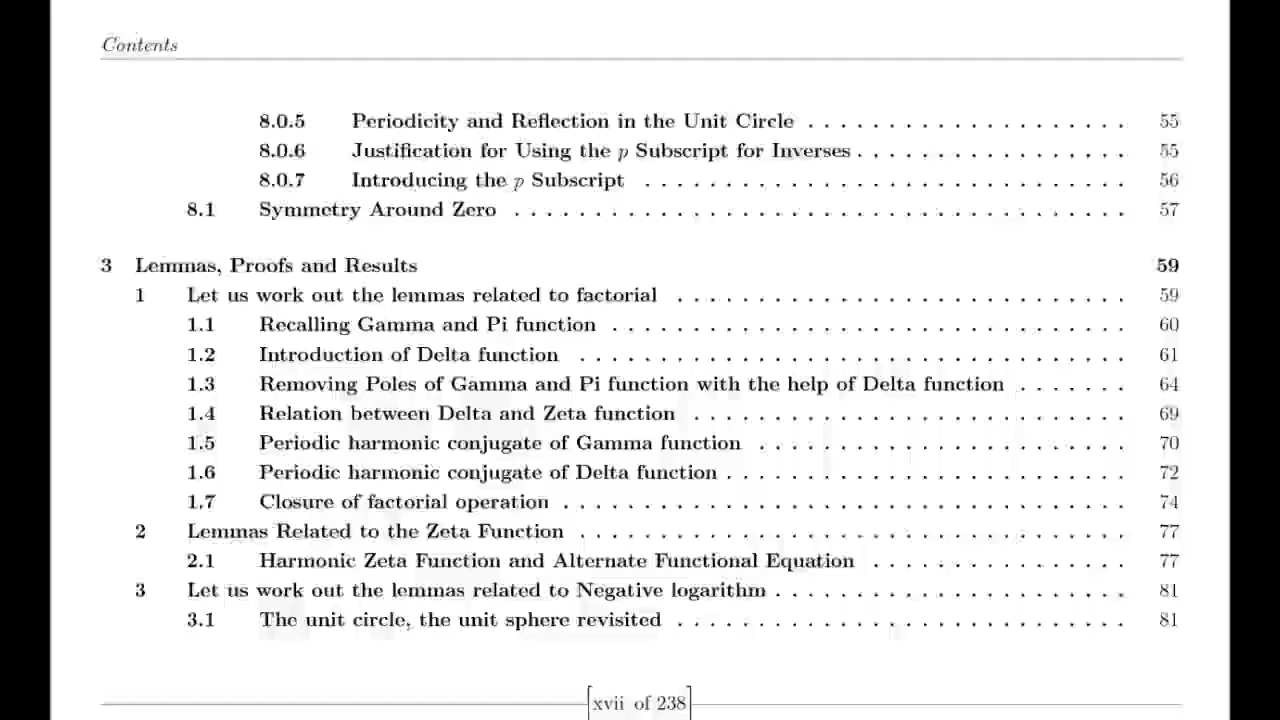 Contents
8.0.5 Periodicity and Reflection in the Unit Circle . . . . . . . . . . . . . . . . . . . . 55
8.0.6 Justification for Using the p Subscript for Inverses . . . . . . . . . . . . . . . . . 55
8.0.7 Introducing the p Subscript . . . . . . . . . . . . . . . . . . . . . . . . . . . . . . 56
8.1 Symmetry Around Zero . . . . . . . . . . . . . . . . . . . . . . . . . . . . . . . . . . . . . . 57
3 Lemmas, Proofs and Results 59
1 Let us work out the lemmas related to factorial . . . . . . . . . . . . . . . . . . . . . . . . . . . . 59
1.1 Recalling Gamma and Pi function . . . . . . . . . . . . . . . . . . . . . . . . . . . . . . . . 60
1.2 Introduction of Delta function . . . . . . . . . . . . . . . . . . . . . . . . . . . . . . . . . . 61
1.3 Removing Poles of Gamma and Pi function with the help of Delta function . . . . . . . 64
1.4 Relation between Delta and Zeta function . . . . . . . . . . . . . . . . . . . . . . . . . . . 69
1.5 Periodic harmonic conjugate of Gamma function . . . . . . . . . . . . . . . . . . . . . . . 70
1.6 Periodic harmonic conjugate of Delta function . . . . . . . . . . . . . . . . . . . . . . . . . 72
1.7 Closure of factorial operation . . . . . . . . . . . . . . . . . . . . . . . . . . . . . . . . . . . 74
2 Lemmas Related to the Zeta Function . . . . . . . . . . . . . . . . . . . . . . . . . . . . . . . . . . 77
2.1 Harmonic Zeta Function and Alternate Functional Equation . . . . . . . . . . . . . . . . 77
3 Let us work out the lemmas related to Negative logarithm . . . . . . . . . . . . . . . . . . . . . . 81
3.1 The unit circle, the unit sphere revisited . . . . . . . . . . . . . . . . . . . . . . . . . . . . 81
xvii of 238